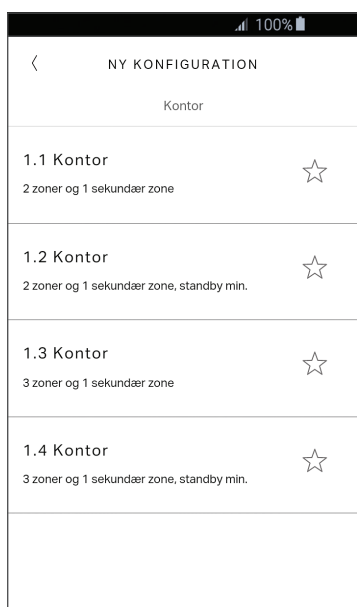 100%
NY KONFIGURATION
Kontor
1.1 Kontor
2 zoner og 1 sekundær zone
1.2 Kontor
2 zoner og 1 sekundær zone, standby min.
1.3 Kontor
3 zoner og 1 sekundær zone
1.4 Kontor
3 zoner og 1 sekundær zone, standby min.